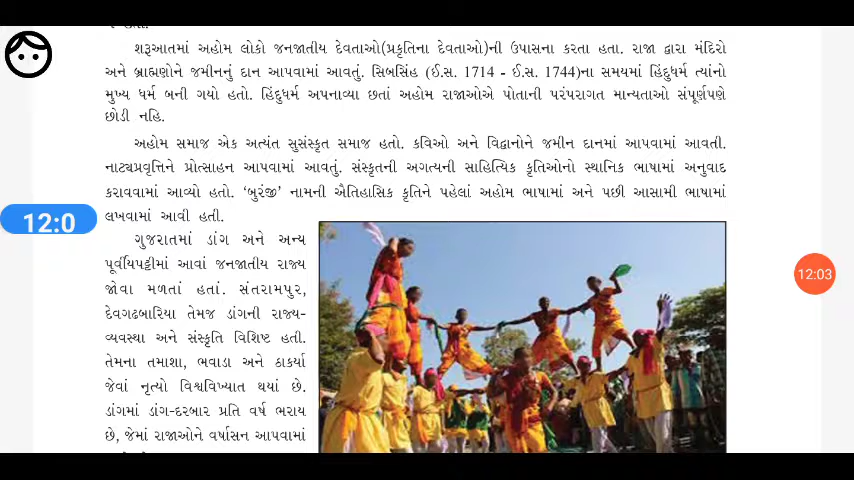 શરૂઆતમાં અહોમ લોકો જનજાતીય દેવતાઓ(પ્રકૃતિના દેવતાઓ)ની ઉપાસના કરતા હતા. રાજા દ્વારા મંદિરો
અને બ્રાહ્મણોને જમીનનું દાન આપવામાં આવતું. સિબસિંહ (ઈ.સ. 1714 - ઈ.સ. 1744)ના સમયમાં હિંદુધર્મ ત્યાંનો
મુખ્ય ધર્મ બની ગયો હતો. હિંદુધર્મ અપનાવ્યા છતાં અહોમ રાજાઓએ પોતાની પરંપરાગત માન્યતાઓ સંપૂર્ણપણે
છોડી નહિ.
અહોમ સમાજ એક અત્યંત સુસંસ્કૃત સમાજ હતો. કવિઓ અને વિદ્વાનોને જમીન દાનમાં આપવામાં આવતી.
નાટ્યપ્રવૃત્તિને પ્રોત્સાહન આપવામાં આવતું. સંસ્કૃતની અગત્યની સાહિત્યિક કૃતિઓનો સ્થાનિક ભાષામાં અનુવાદ
કરાવવામાં આવ્યો હતો. ‘બુરંજી’ નામની ઐતિહાસિક કૃતિને પહેલાં અહોમ ભાષામાં અને પછી આસામી ભાષામાં
લખવામાં આવી હતી.
12:0
ગુજરાતમાં ડાંગ અને અન્ય
પૂર્વીયપટ્ટીમાં આવાં જનજાતીય રાજ્ય
જોવા મળતાં હતાં. સંતરામપુર,
12:03
દેવગઢબારિયા તેમજ ડાંગની રાજ્ય-
વ્યવસ્થા અને સંસ્કૃતિ વિશિષ્ટ હતી.
તેમના તમાશા, ભવાડા અને ઠાકર્યા
જેવાં નૃત્યો વિશ્વવિખ્યાત થયાં છે.
ડાંગમાં ડાંગ-દરબાર પ્રતિ વર્ષ ભરાય
છે, જેમાં રાજાઓને વર્ષાસન આપવામાં